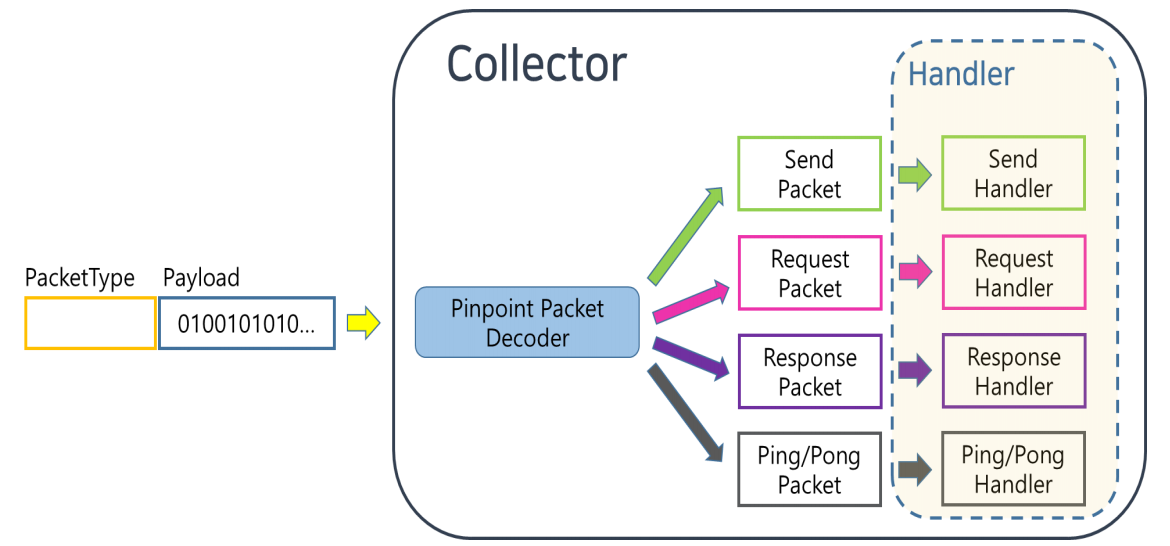 Collector
Handler
PacketType
Payload
0100101010...
Pinpoint Packet
Decoder
Send
Packet
Send
Handler
Request
Packet
Request
Handler
Response
Packet
Response
Handler
Ping/Pong
Packet
Ping/Pong
Handler